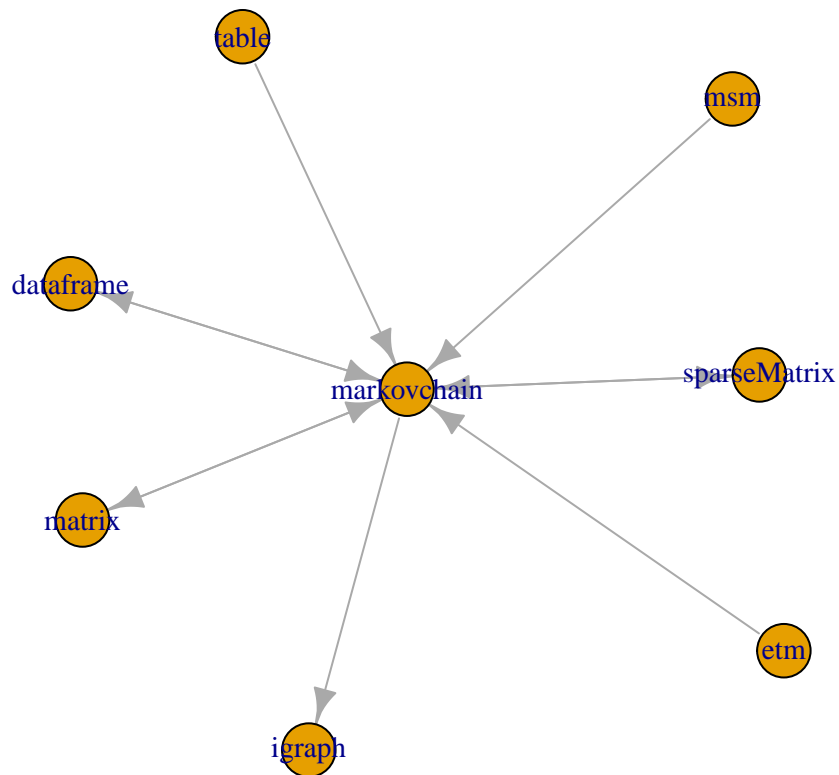 table
msm
dataframe
sparseMatrix
markovchain
matrix
etm
igraph